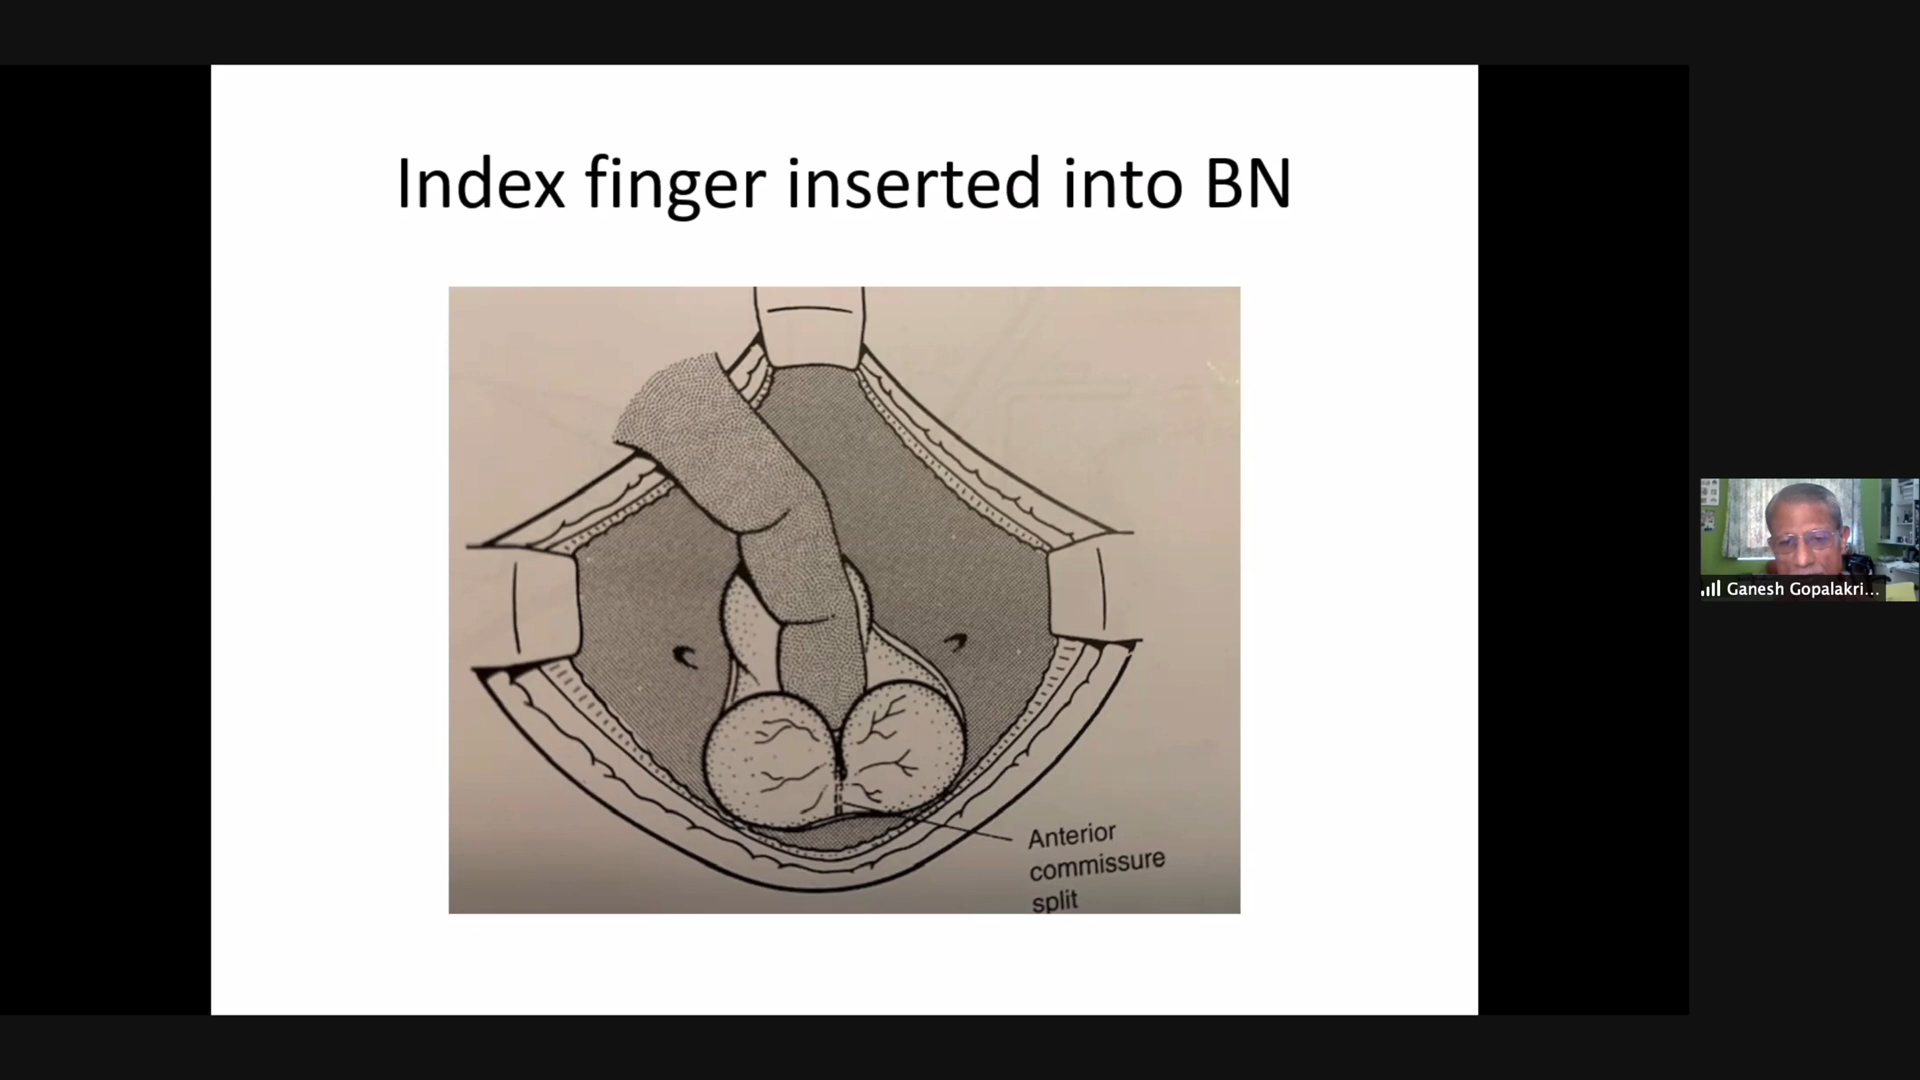 Index finger inserted into BN
Anterior
commissure
split
Ganesh Gopalakri...